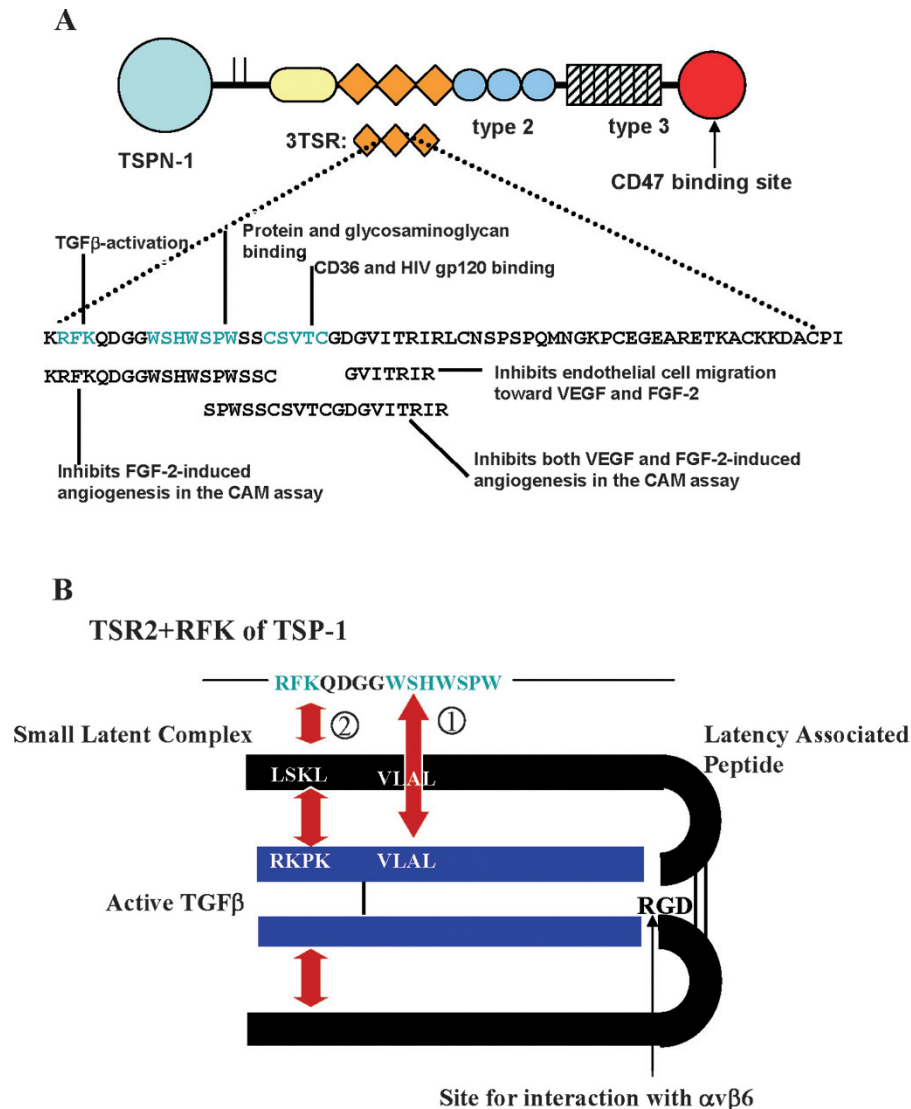 A
TSPN-1
3TSR:
type 2
type 3
CD47 binding site
TGFβ-activation
Protein and glycosaminoglycan
binding
CD36 and HIV gp120 binding
KRFKQDGGWSHWSPWSSCSVTCGDGVITRIRLCNSPSPQMNGKPCEGEARETKACKKDACPI
KRFKQDGGWSHWSPWSSC
GVITRIR
Inhibits endothelial cell migration
toward VEGF and FGF-2
SPWSSCSVTCGDGVITRIR
Inhibits FGF-2-induced
angiogenesis in the CAM assay
Inhibits both VEGF and FGF-2-induced
angiogenesis in the CAM assay
B
TSR2+RFK of TSP-1
RFKQDGGWSHWSPW
② ①
Small Latent Complex
Latency Associated
Peptide
LSKL VLAL
RKPK VLAL
Active TGFβ
RGD
Site for interaction with αvβ6